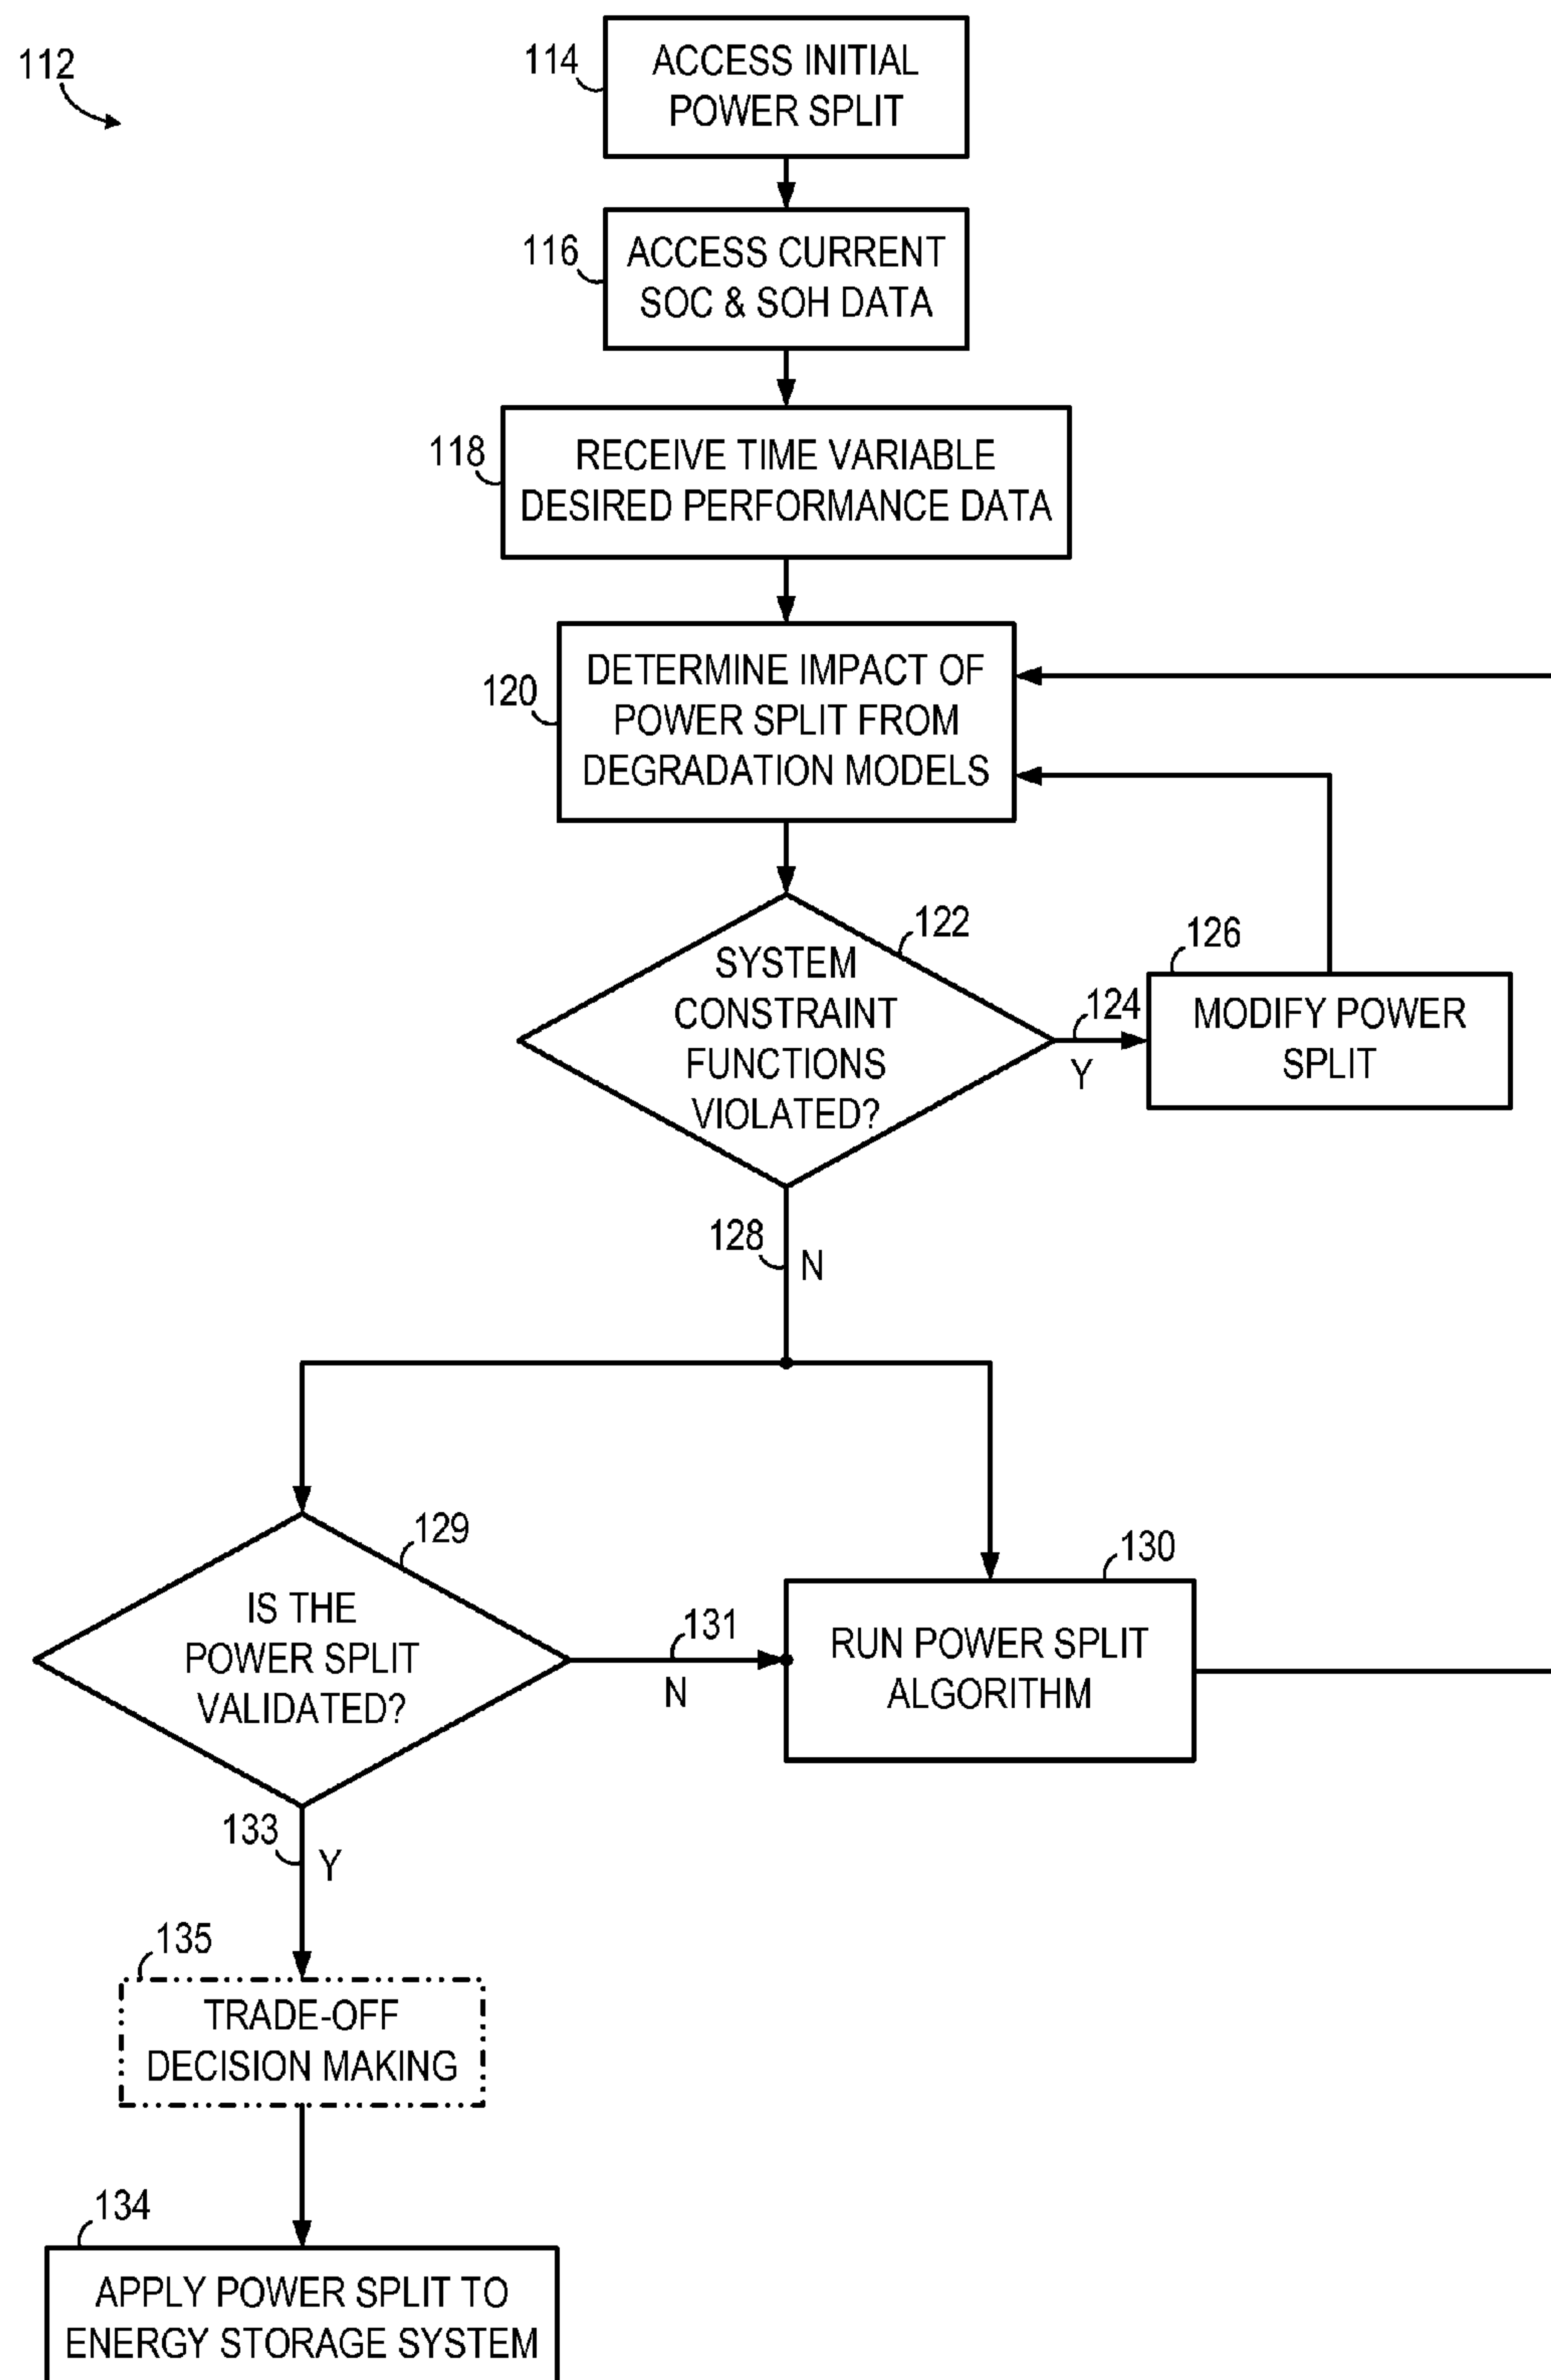 112
114
ACCESS INITIAL
POWER SPLIT
116
ACCESS CURRENT
SOC & SOH DATA
118
RECEIVE TIME VARIABLE
DESIRED PERFORMANCE DATA
120
DETERMINE IMPACT OF
POWER SPLIT FROM
DEGRADATION MODELS
122
SYSTEM
CONSTRAINT
FUNCTIONS
VIOLATED?
124
Y
126
MODIFY POWER
SPLIT
128
N
129
IS THE
POWER SPLIT
VALIDATED?
131
N
130
RUN POWER SPLIT
ALGORITHM
133
Y
135
TRADE-OFF
DECISION MAKING
134
APPLY POWER SPLIT TO
ENERGY STORAGE SYSTEM